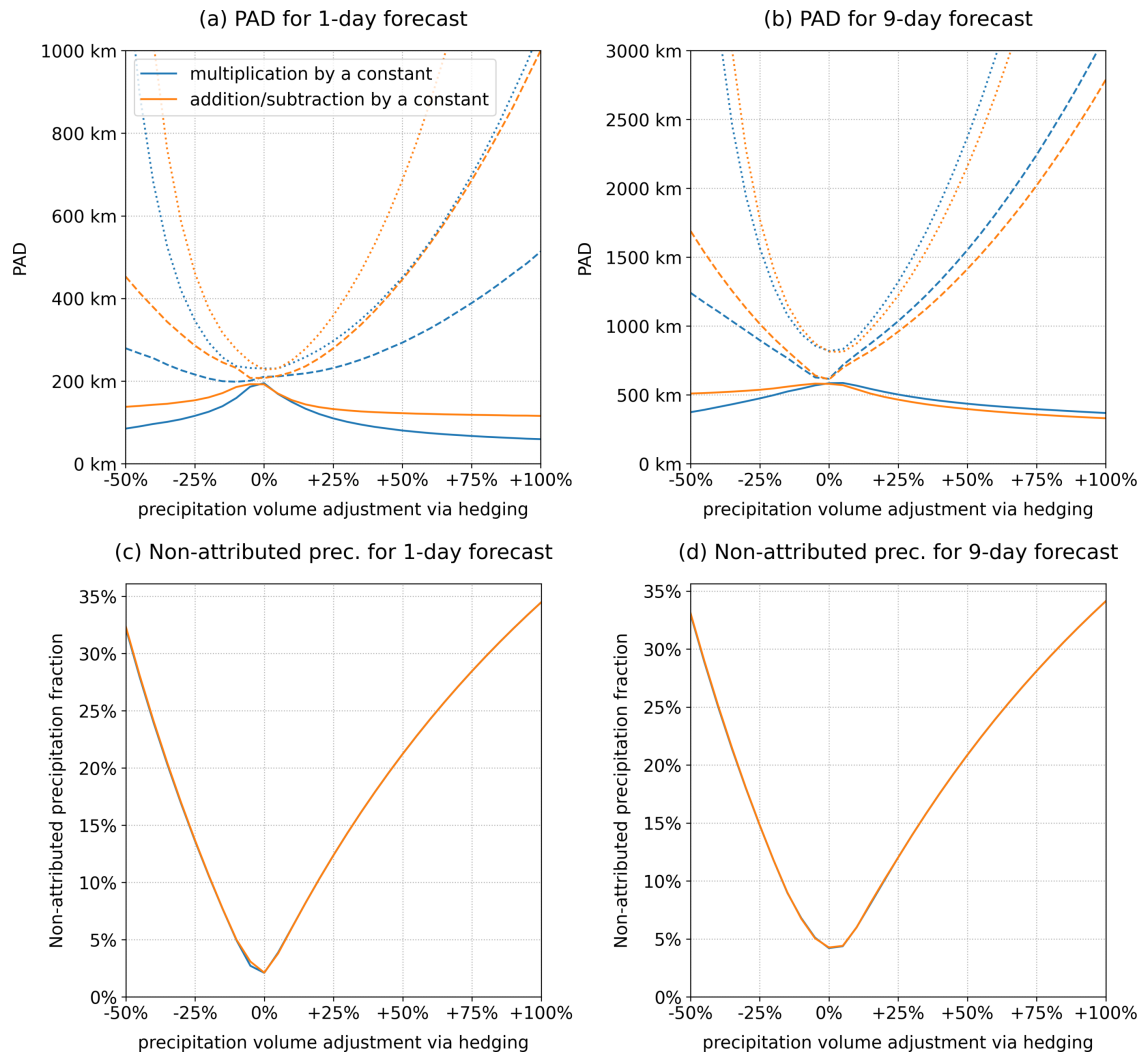 (a) PAD for 1-day forecast
1000 km
800 km
600 km
400 km
200 km
0 km
PAD
multiplication by a constant
addition/subtraction by a constant
-50% -25% 0% +25% +50% +75% +100%
precipitation volume adjustment via hedging
(b) PAD for 9-day forecast
3000 km
2500 km
2000 km
1500 km
1000 km
500 km
0 km
PAD
-50% -25% 0% +25% +50% +75% +100%
precipitation volume adjustment via hedging
(c) Non-attributed prec. for 1-day forecast
35%
30%
25%
20%
15%
10%
5%
0%
Non-attributed precipitation fraction
-50% -25% 0% +25% +50% +75% +100%
precipitation volume adjustment via hedging
(d) Non-attributed prec. for 9-day forecast
35%
30%
25%
20%
15%
10%
5%
0%
Non-attributed precipitation fraction
-50% -25% 0% +25% +50% +75% +100%
precipitation volume adjustment via hedging